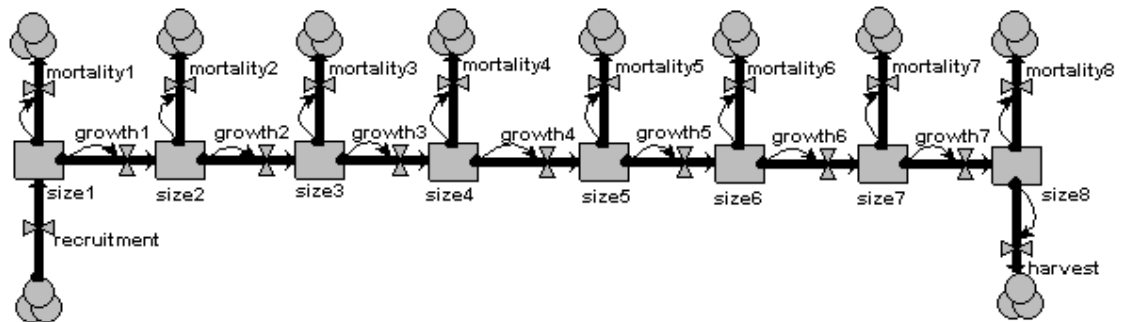 mortality1
mortality2
mortality3
mortality4
mortality5
mortality6
mortality7
mortality8
growth1
growth2
growth3
growth4
growth5
growth6
growth7
size1
size2
size3
size4
size5
size6
size7
size8
recruitment
harvest